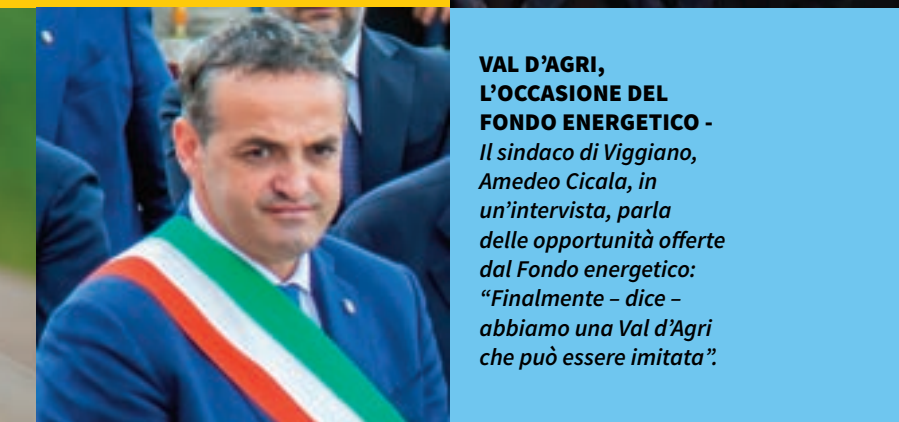 VAL D’AGRI,
L’OCCASIONE DEL
FONDO ENERGETICO -
Il sindaco di Viggiano,
Amedeo Cicala, in
un’intervista, parla
delle opportunità offerte
dal Fondo energetico:
“Finalmente – dice –
abbiamo una Val d’Agri
che può essere imitata”.